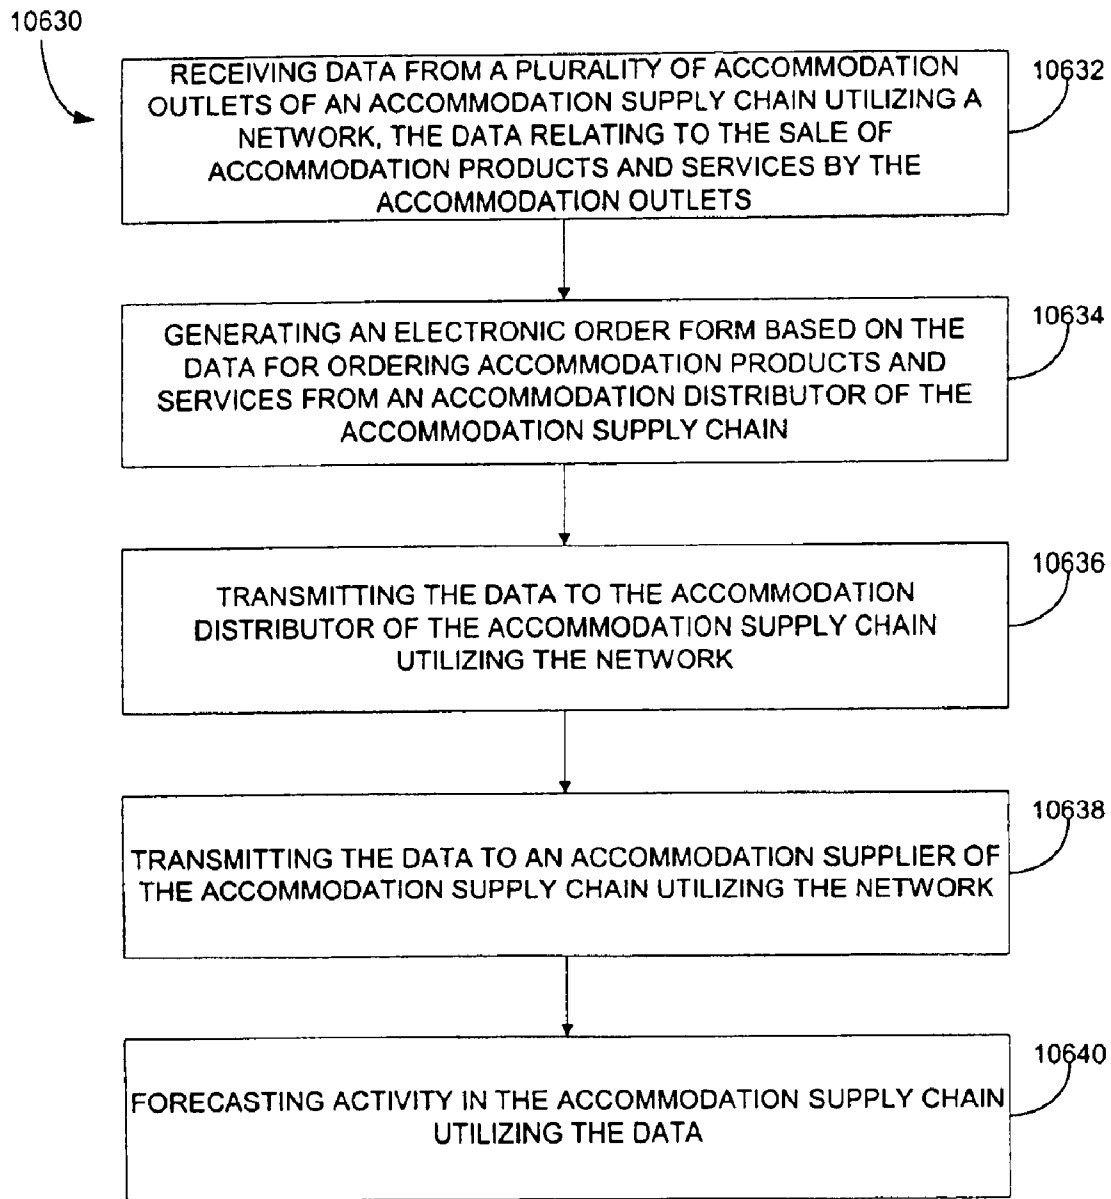 10630
RECEIVING DATA FROM A PLURALITY OF ACCOMMODATION
OUTLETS OF AN ACCOMMODATION SUPPLY CHAIN UTILIZING A
NETWORK, THE DATA RELATING TO THE SALE OF
ACCOMMODATION PRODUCTS AND SERVICES BY THE
ACCOMMODATION OUTLETS
10632
GENERATING AN ELECTRONIC ORDER FORM BASED ON THE
DATA FOR ORDERING ACCOMMODATION PRODUCTS AND
SERVICES FROM AN ACCOMMODATION DISTRIBUTOR OF THE
ACCOMMODATION SUPPLY CHAIN
10634
TRANSMITTING THE DATA TO THE ACCOMMODATION
DISTRIBUTOR OF THE ACCOMMODATION SUPPLY CHAIN
UTILIZING THE NETWORK
10636
TRANSMITTING THE DATA TO AN ACCOMMODATION SUPPLIER OF
THE ACCOMMODATION SUPPLY CHAIN UTILIZING THE NETWORK
10638
FORECASTING ACTIVITY IN THE ACCOMMODATION SUPPLY CHAIN
UTILIZING THE DATA
10640